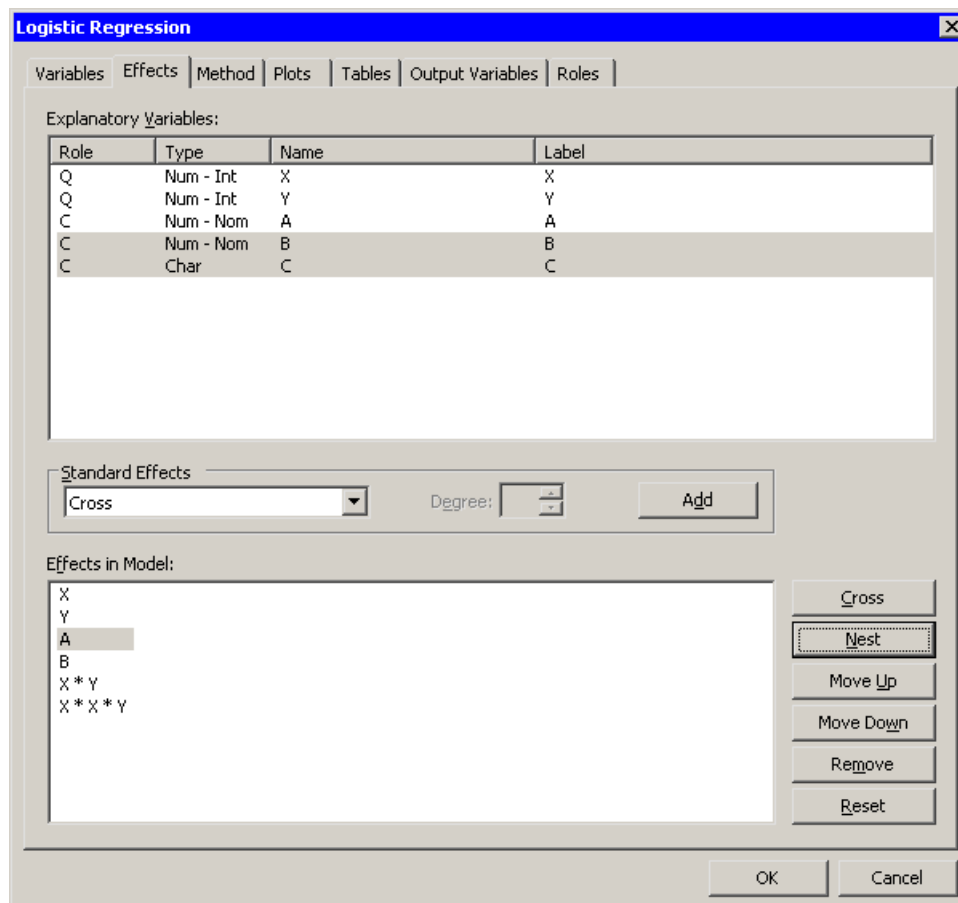 Logistic Regression
Variables Effects Method Plots Tables Output Variables Roles
Explanatory Variables:
Role Type Name Label
Q Num - Int X X
Q Num - Int Y Y
C Num - Nom A A
C Num - Nom B B
C Char C C
Standard Effects
Cross Degree: Add
Effects in Model:
X
Y
A
B
X * Y
X * X * Y
Cross
Nest
Move Up
Move Down
Remove
Reset
OK Cancel